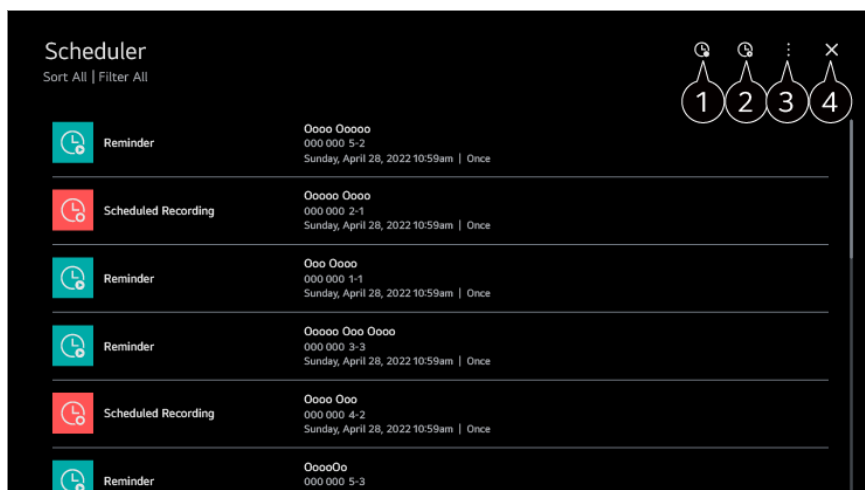 Scheduler
Sort All | Filter All
1 2 3 4
Reminder
Oooo Ooooo
000 000 5-2
Sunday, April 28, 2022 10:59am | Once
Scheduled Recording
Ooooo Oooo
000 000 2-1
Sunday, April 28, 2022 10:59am | Once
Reminder
Ooo Oooo
000 000 1-1
Sunday, April 28, 2022 10:59am | Once
Reminder
Ooooo Ooo Oooo
000 000 3-3
Sunday, April 28, 2022 10:59am | Once
Scheduled Recording
Oooo Ooo
000 000 4-2
Sunday, April 28, 2022 10:59am | Once
Reminder
OoooOo
000 000 5-3